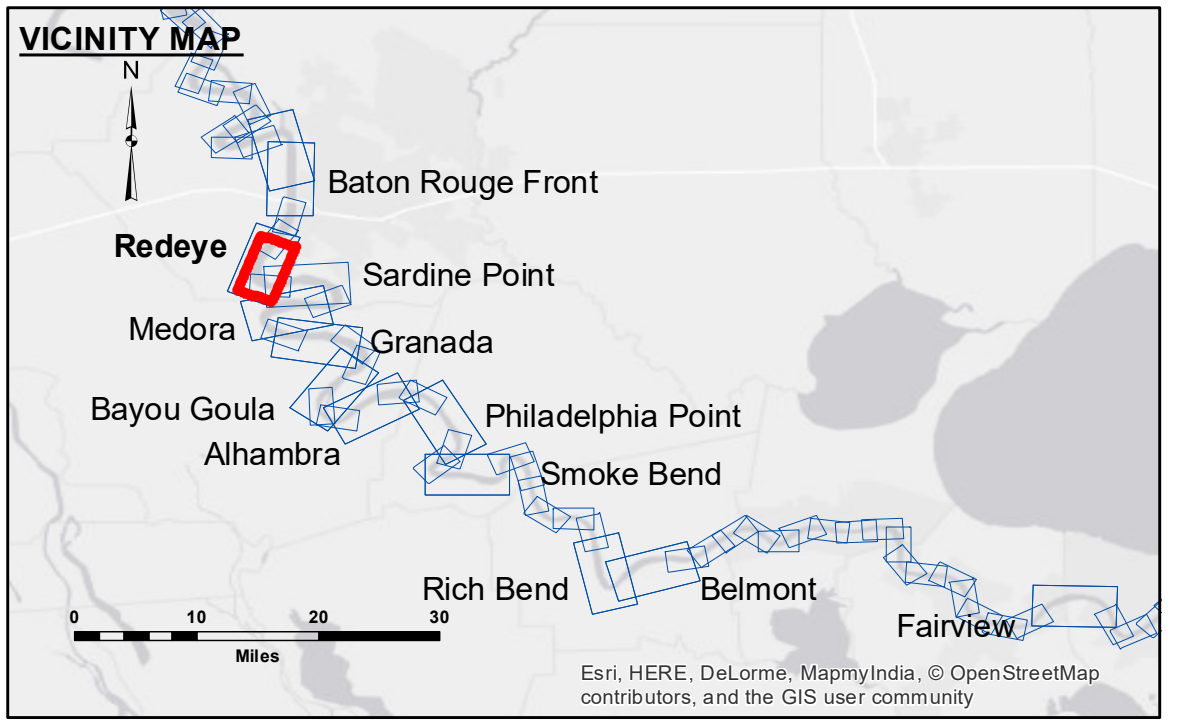 VICINITY MAP
N
Baton Rouge Front
Redeye
Sardine Point
Medora
Granada
Bayou Goula
Philadelphia Point
Alhambra
Smoke Bend
Rich Bend
Belmont
Fairview
0 10 20 30
Miles
Esri, HERE, DeLorme, MapmyIndia, © OpenStreetMap
contributors, and the GIS user community